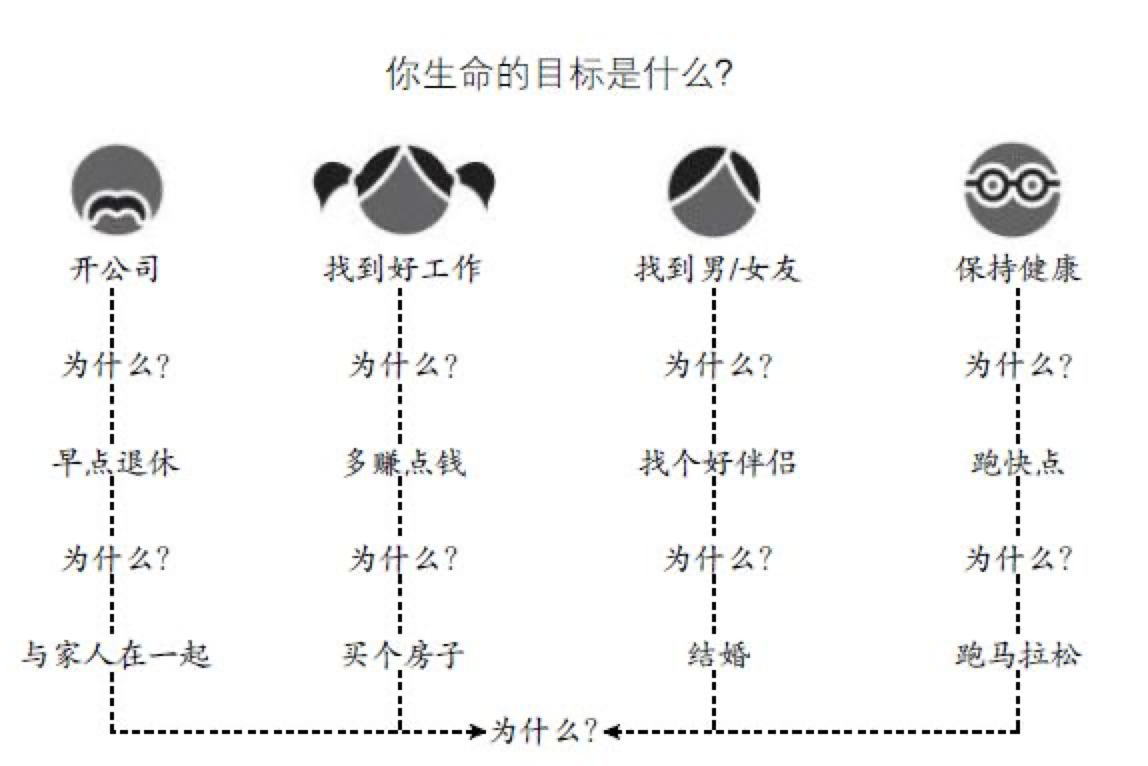 你生命的目标是什么?
开公司 找到好工作 找到男/女友 保持健康
为什么? 为什么? 为什么? 为什么?
早点退休 多赚点钱 找个好伴侣 跑快点
为什么? 为什么? 为什么? 为什么?
与家人在一起 买个房子 结婚 跑马拉松
为什么?